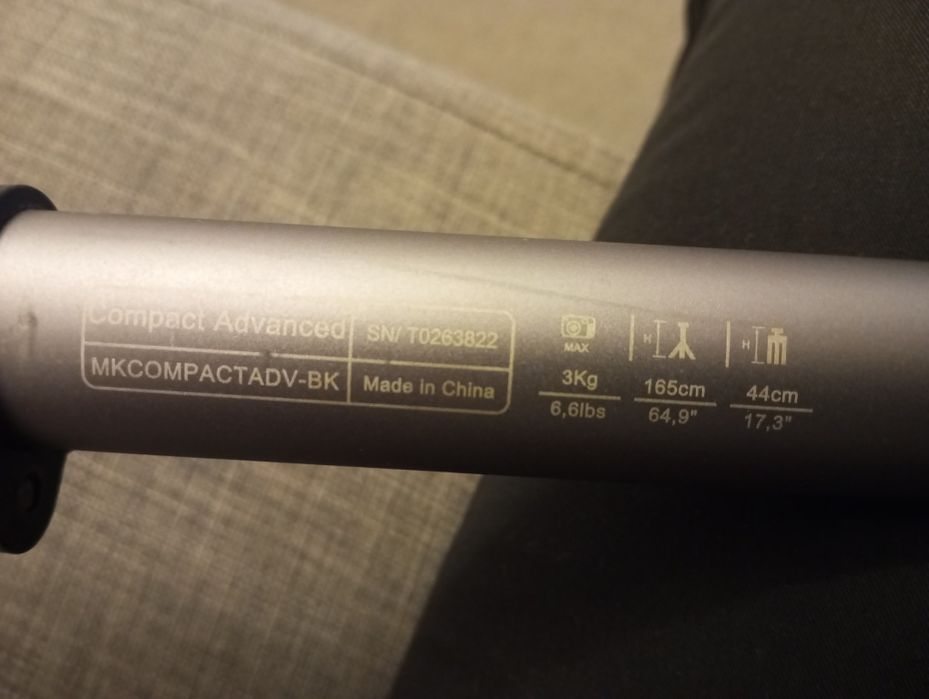 Compact Advanced
SN/ T0263822
MKCOMPACTADV-BK
Made in China
MAX
3Kg
6,6lbs
H
165cm
64,9"
H
44cm
17,3"